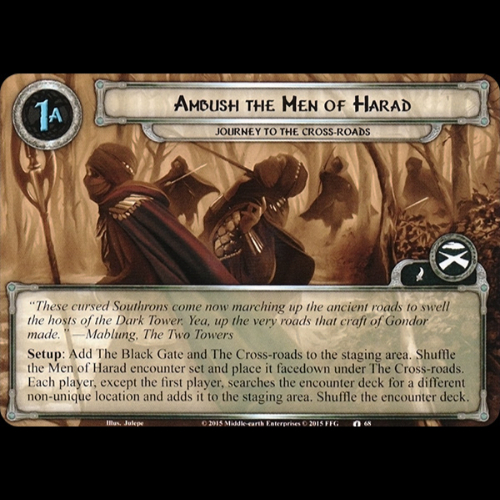 1A
AMBUSH THE MEN OF HARAD
JOURNEY TO THE CROSS-ROADS
"These cursed Southrons come now marching up the ancient roads to swell
the hosts of the Dark Tower. Yea, up the very roads that craft of Gondor
made." —Mablung, The Two Towers
Setup: Add The Black Gate and The Cross-roads to the staging area. Shuffle
the Men of Harad encounter set and place it facedown under The Cross-roads.
Each player, except the first player, searches the encounter deck for a different
non-unique location and adds it to the staging area. Shuffle the encounter deck.
Illus. Julepe © 2015 Middle-earth Enterprises © 2015 FFG 68